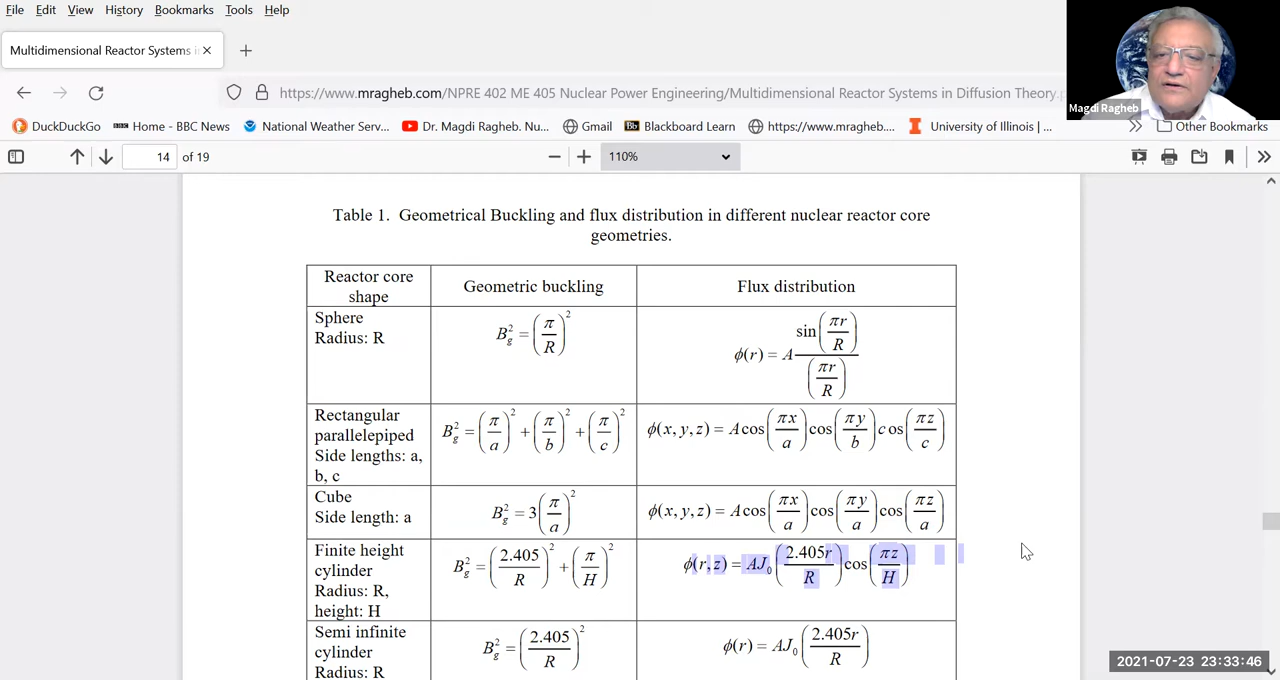 File Edit View History Bookmarks Tools Help
Multidimensional Reactor Systems i
https://www.mragheb.com/NPRE 402 ME 405 Nuclear Power Engineering/Multidimensional Reactor Systems in Diffusion Theory.p
DuckDuckGo BBC Home - BBC News National Weather Serv... Dr. Magdi Ragheb. Nu... Gmail Bb Blackboard Learn https://www.mragheb.... University of Illinois |... Other Bookmarks
Magdi Ragheb
14 of 19 110%
Table 1. Geometrical Buckling and flux distribution in different nuclear reactor core
geometries.
Reactor core
shape
Geometric buckling
Flux distribution
Sphere
Radius: R
B_g^2 = (π/R)^2
ϕ(r) = A sin(πr/R) / (πr/R)
Rectangular
parallelepiped
Side lengths: a,
b, c
B_g^2 = (π/a)^2 + (π/b)^2 + (π/c)^2
ϕ(x, y, z) = A cos(πx/a) cos(πy/b) cos(πz/c)
Cube
Side length: a
B_g^2 = 3(π/a)^2
ϕ(x, y, z) = A cos(πx/a) cos(πy/a) cos(πz/a)
Finite height
cylinder
Radius: R,
height: H
B_g^2 = (2.405/R)^2 + (π/H)^2
ϕ(r, z) = AJ_0(2.405r/R) cos(πz/H)
Semi infinite
cylinder
Radius: R
B_g^2 = (2.405/R)^2
ϕ(r) = AJ_0(2.405r/R)
2021-07-23 23:33:46